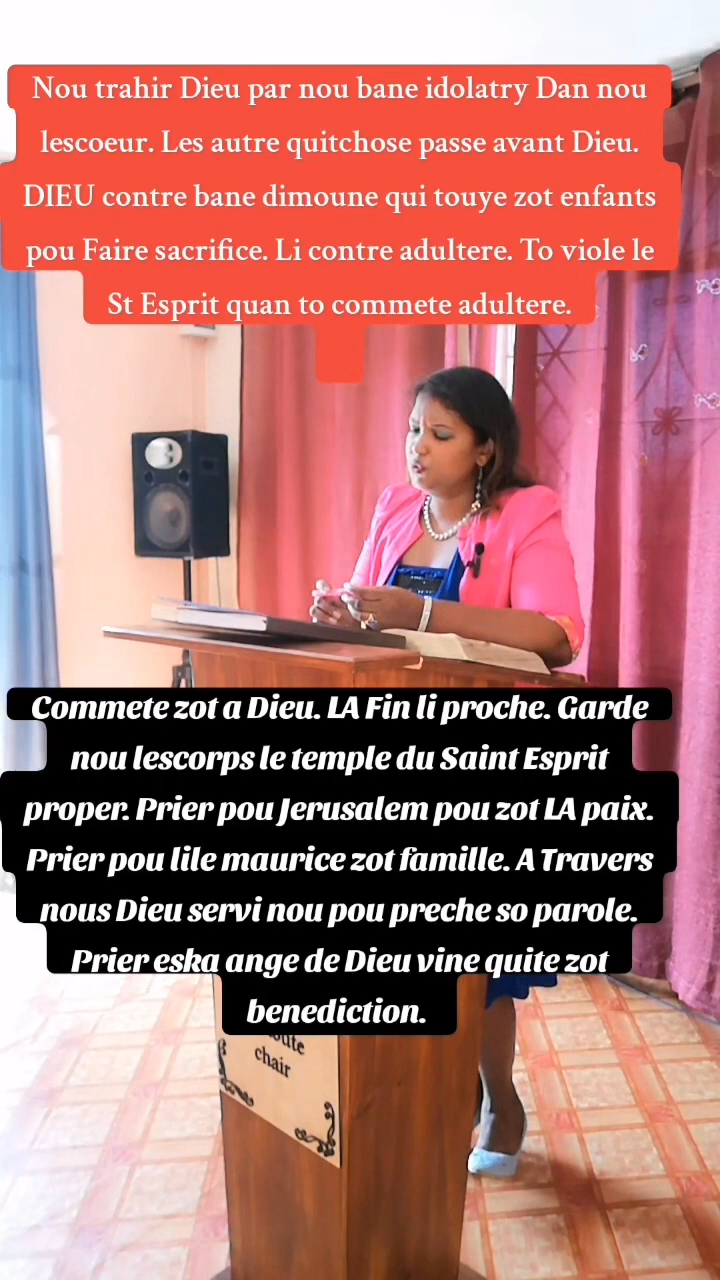 Nou trahir Dieu par nou bane idolatry Dan nou
lescoeur. Les autre quitchose passe avant Dieu.
DIEU contre bane dimoune qui touye zot enfants
pou Faire sacrifice. Li contre adultere. To viole le
St Esprit quan to commete adultere.
Commete zot a Dieu. LA Fin li proche. Garde
nou lescorps le temple du Saint Esprit
proper. Prier pou Jerusalem pou zot LA paix.
Prier pou lile maurice zot famille. A Travers
nous Dieu servi nou pou preche so parole.
Prier eska ange de Dieu vine quite zot
benediction.
chair